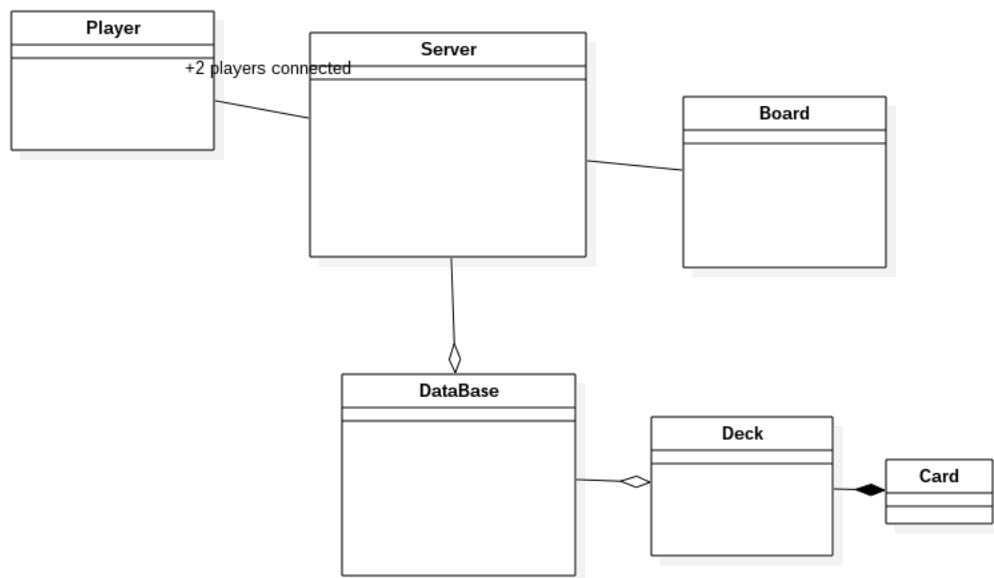 Player
Server
+2 players connected
Board
DataBase
Deck
Card